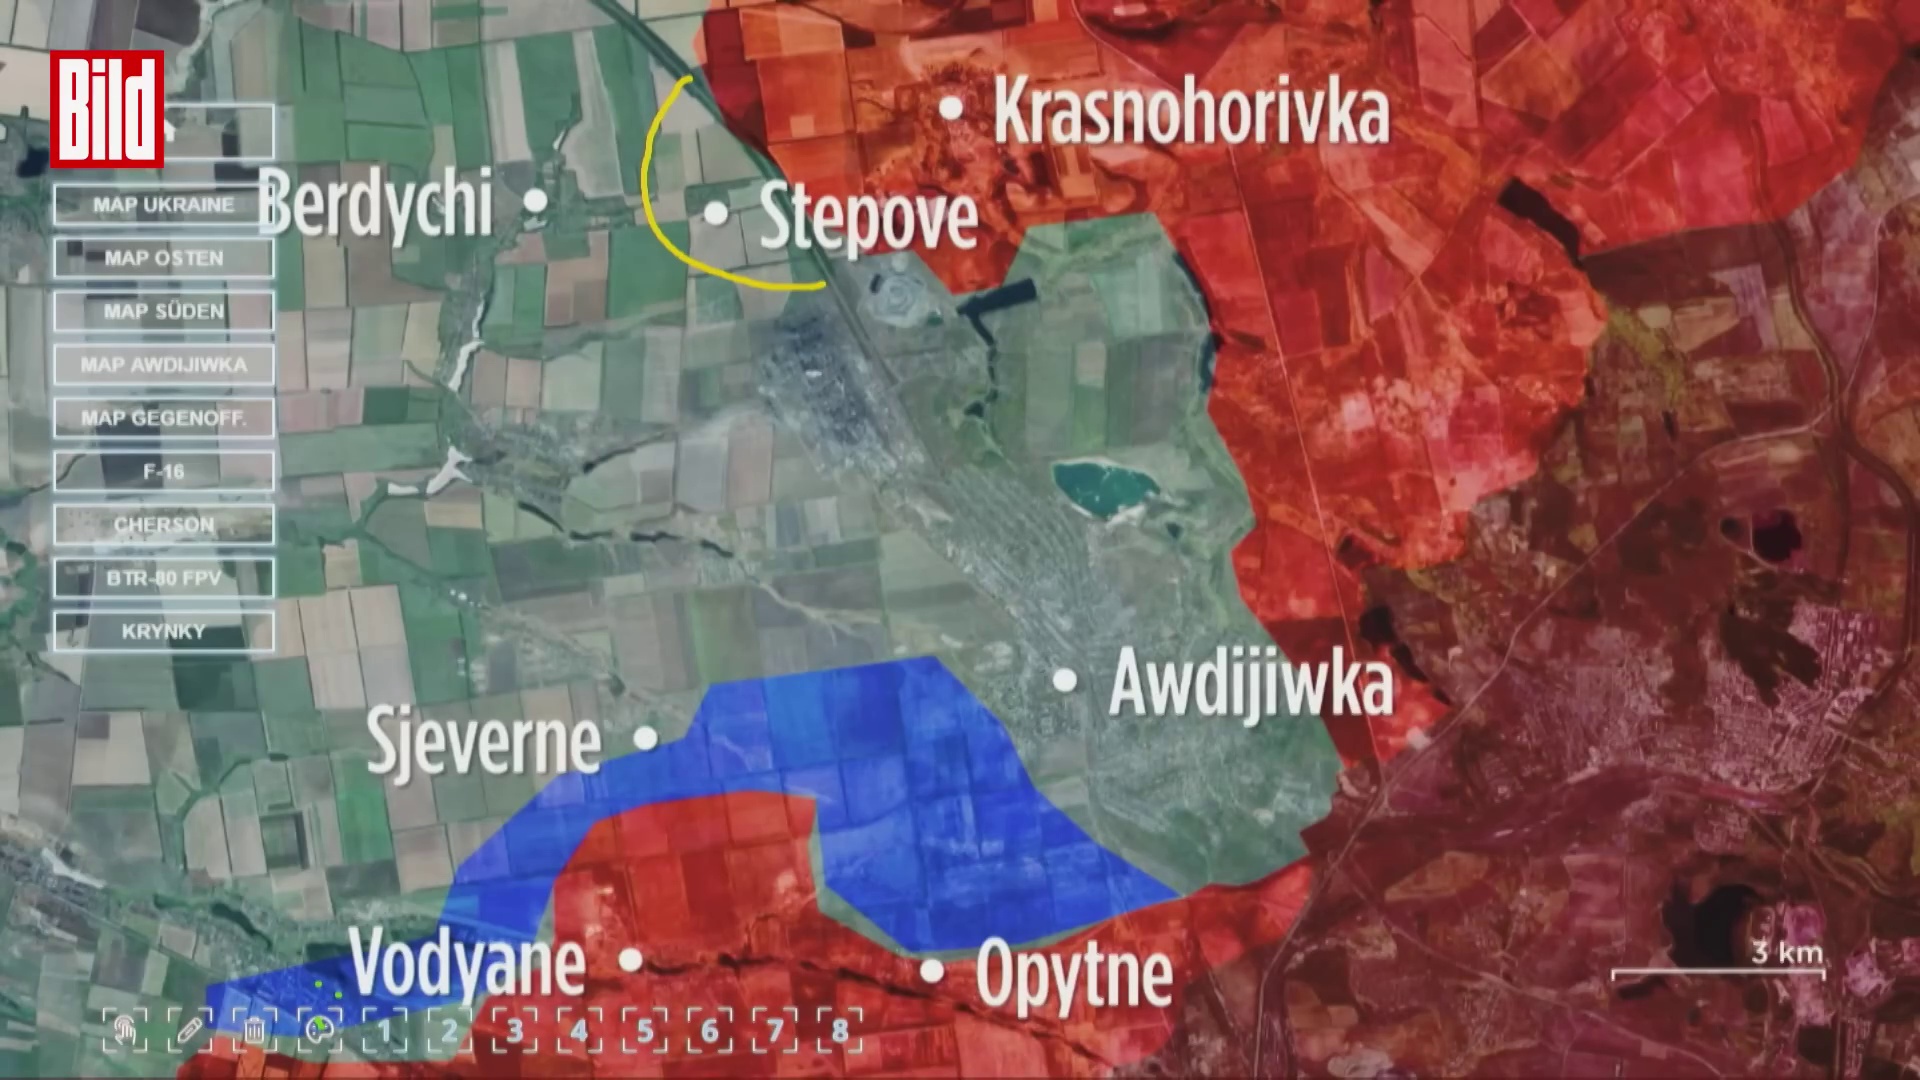 Bild
Krasnohorivka
MAP UKRAINE
Berdychi
Stepove
MAP OSTEN
MAP SÜDEN
MAP AWDIJIWKA
MAP GEGENOFF.
F-16
CHERSON
BTR-80 FPV
KRYNKY
Awdijiwka
Sjeverne
Vodyane
Opytne
3 km
1 2 3 4 5 6 7 8